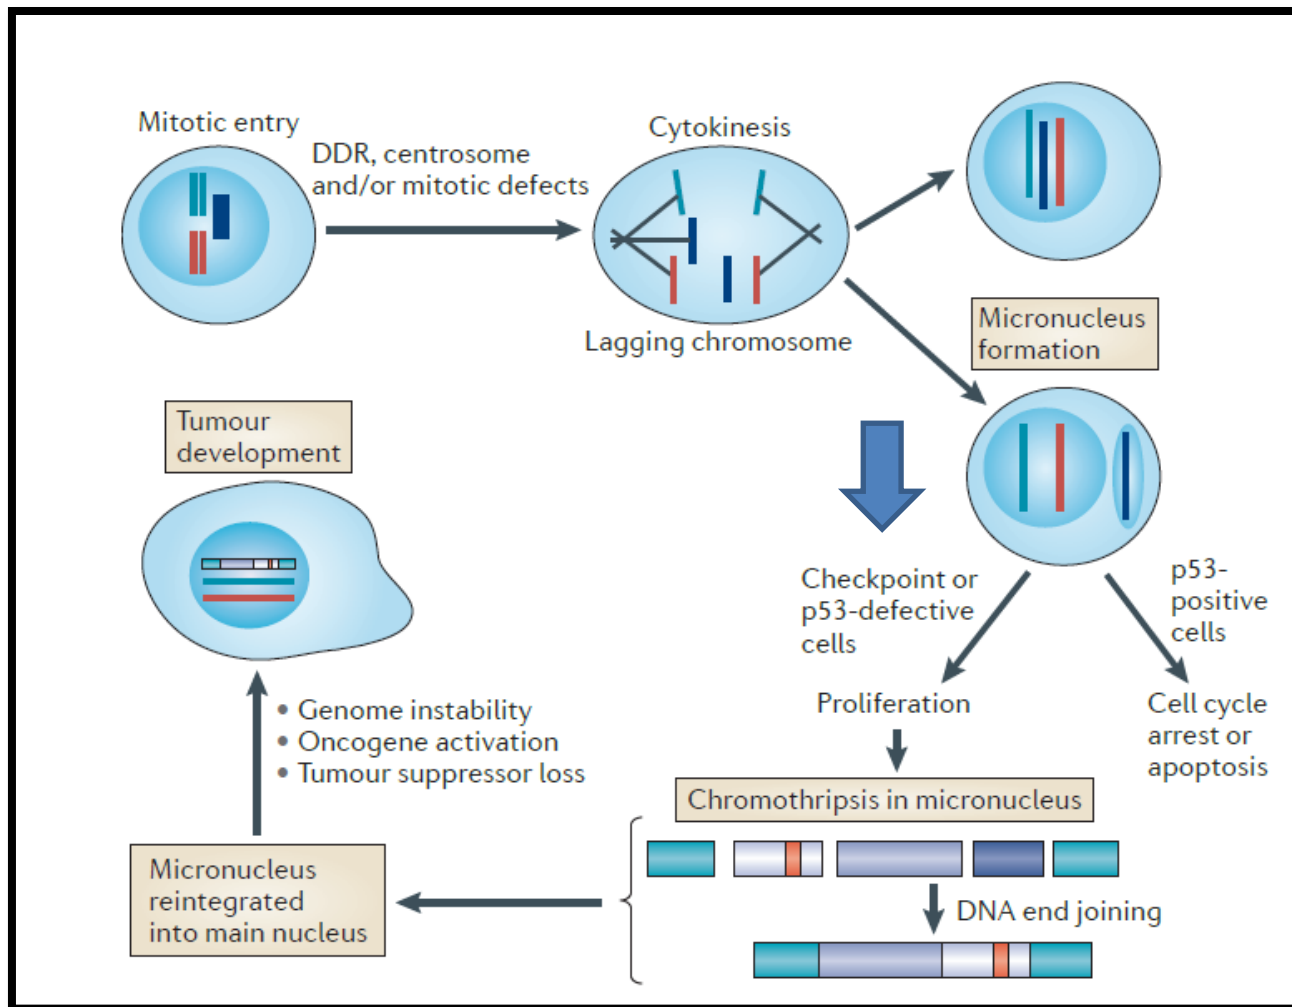 Mitotic entry
DDR, centrosome
and/or mitotic defects
Cytokinesis
Lagging chromosome
Micronucleus
formation
Checkpoint or
p53-defective
cells
p53-
positive
cells
Proliferation
Cell cycle
arrest or
apoptosis
Chromothripsis in micronucleus
DNA end joining
Micronucleus
reintegrated
into main nucleus
• Genome instability
• Oncogene activation
• Tumour suppressor loss
Tumour
development